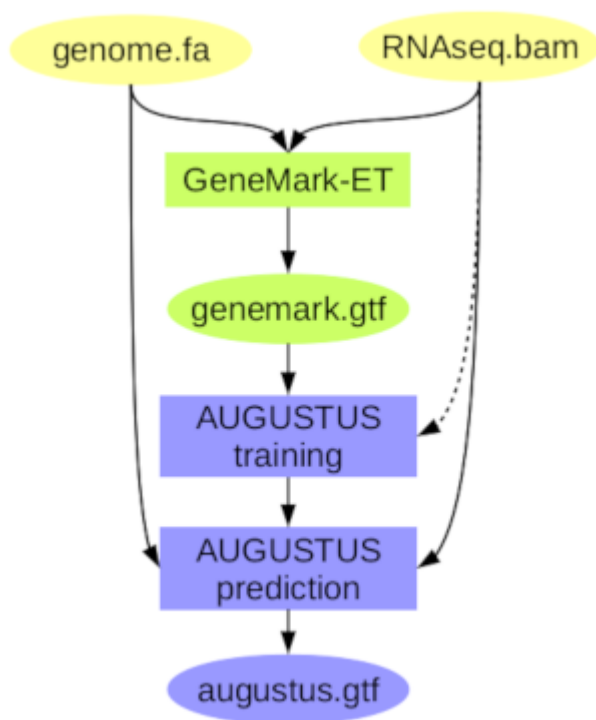 genome.fa
RNAseq.bam
GeneMark-ET
genemark.gtf
AUGUSTUS
training
AUGUSTUS
prediction
augustus.gtf